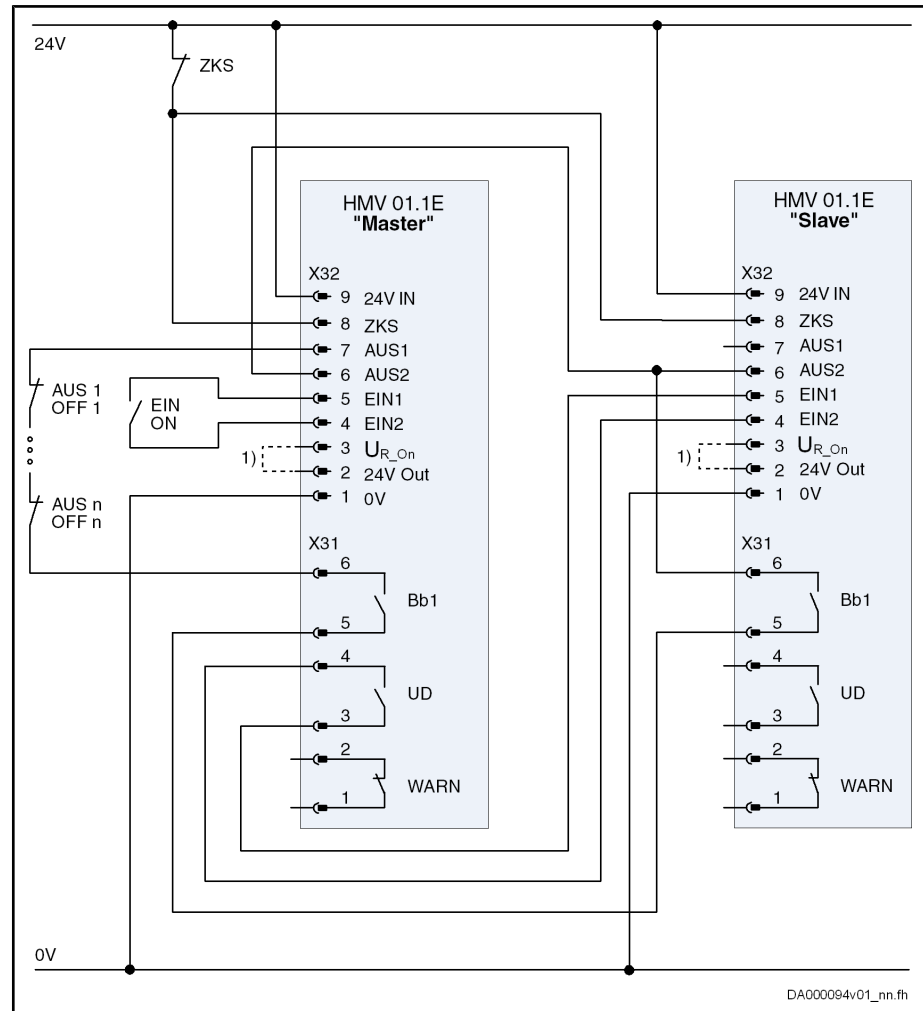 24V
ZKS
HMV 01.1E
"Master"
X32
9 24V IN
8 ZKS
7 AUS1
6 AUS2
5 EIN1
4 EIN2
3 UR_On
2 24V Out
1 0V
AUS 1
OFF 1
EIN
ON
1)
AUS n
OFF n
X31
6
Bb1
5
4
UD
3
2
WARN
1
HMV 01.1E
"Slave"
X32
9 24V IN
8 ZKS
7 AUS1
6 AUS2
5 EIN1
4 EIN2
1)
3 UR_On
2 24V Out
1 0V
X31
6
Bb1
5
4
UD
3
2
WARN
1
0V
DA000094v01_nn.fh